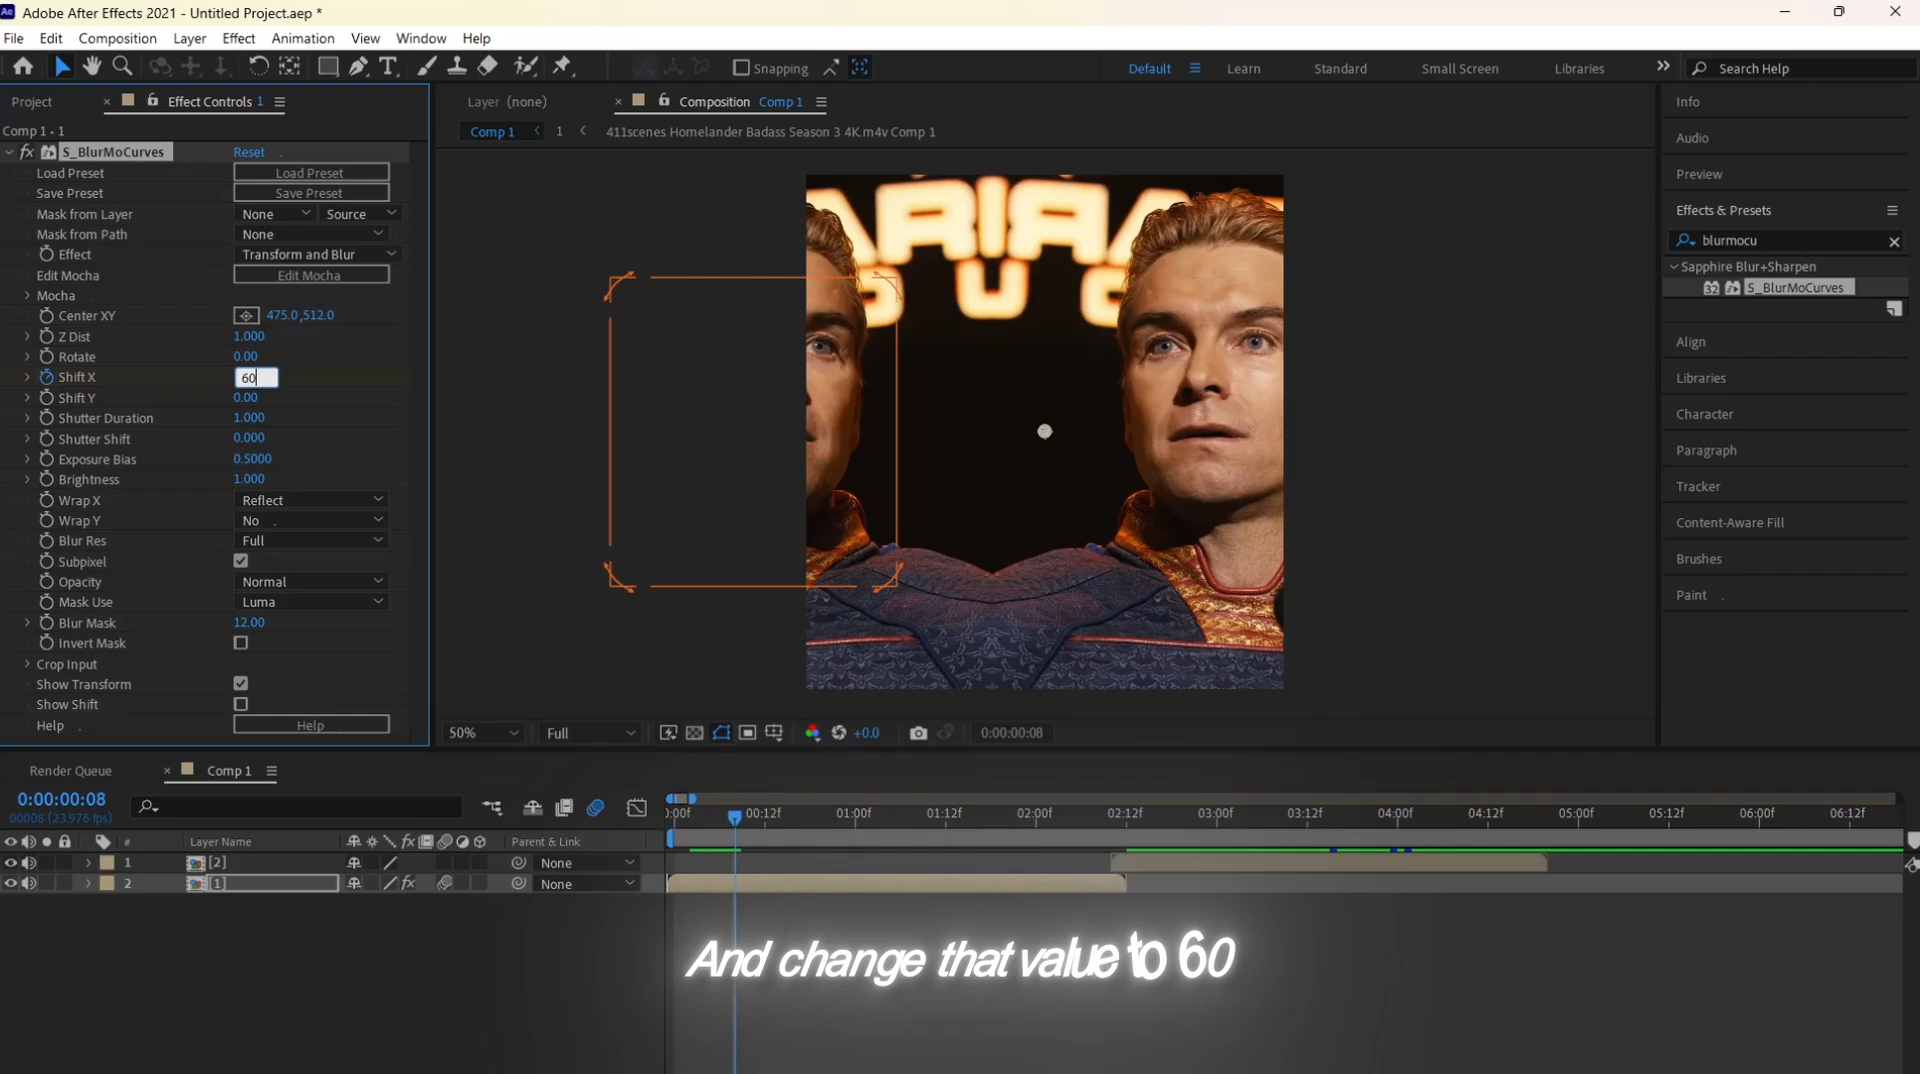 Ae Adobe After Effects 2021 - Untitled Project.aep *
File Edit Composition Layer Effect Animation View Window Help
Snapping Default Learn Standard Small Screen Libraries Search Help
Project Effect Controls 1 Layer (none) Composition Comp 1
Comp 1 • 1
Comp 1 1 411scenes Homelander Badass Season 3 4K.m4v Comp 1
fx S_BlurMoCurves Reset
Load Preset Load Preset
Save Preset Save Preset
Mask from Layer None Source
Mask from Path None
Effect Transform and Blur
Edit Mocha Edit Mocha
Mocha
Center XY 475.0,512.0
Z Dist 1.000
Rotate 0.00
Shift X 60
Shift Y 0.00
Shutter Duration 1.000
Shutter Shift 0.000
Exposure Bias 0.5000
Brightness 1.000
Wrap X Reflect
Wrap Y No
Blur Res Full
Subpixel
Opacity Normal
Mask Use Luma
Blur Mask 12.00
Invert Mask
Crop Input
Show Transform
Show Shift
Help Help
50% Full +0.0 0:00:00:08
Info
Audio
Preview
Effects & Presets
blurmocu
Sapphire Blur+Sharpen
32 S_BlurMoCurves
Align
Libraries
Character
Paragraph
Tracker
Content-Aware Fill
Brushes
Paint
Render Queue Comp 1
0:00:00:08
00008 (23.976 fps)
:00f 00:12f 01:00f 01:12f 02:00f 02:12f 03:00f 03:12f 04:00f 04:12f 05:00f 05:12f 06:00f 06:12f
# Layer Name fx Parent & Link
1 [2] None
2 [1] fx None
And change that value to 60